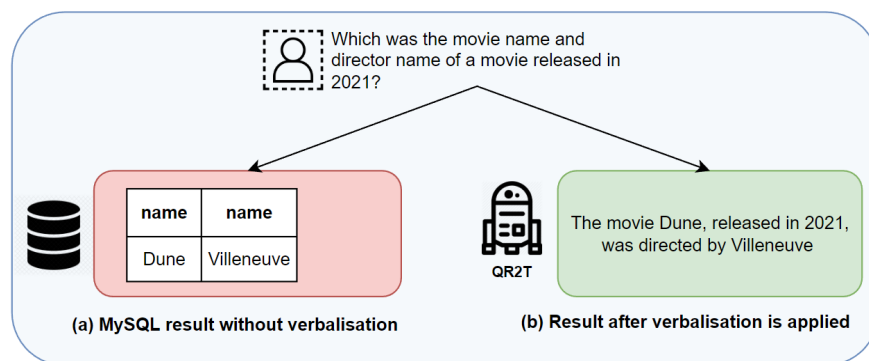 Which was the movie name and
director name of a movie released in
2021?
name name
Dune Villeneuve
The movie Dune, released in 2021,
was directed by Villeneuve
QR2T
(a) MySQL result without verbalisation
(b) Result after verbalisation is applied